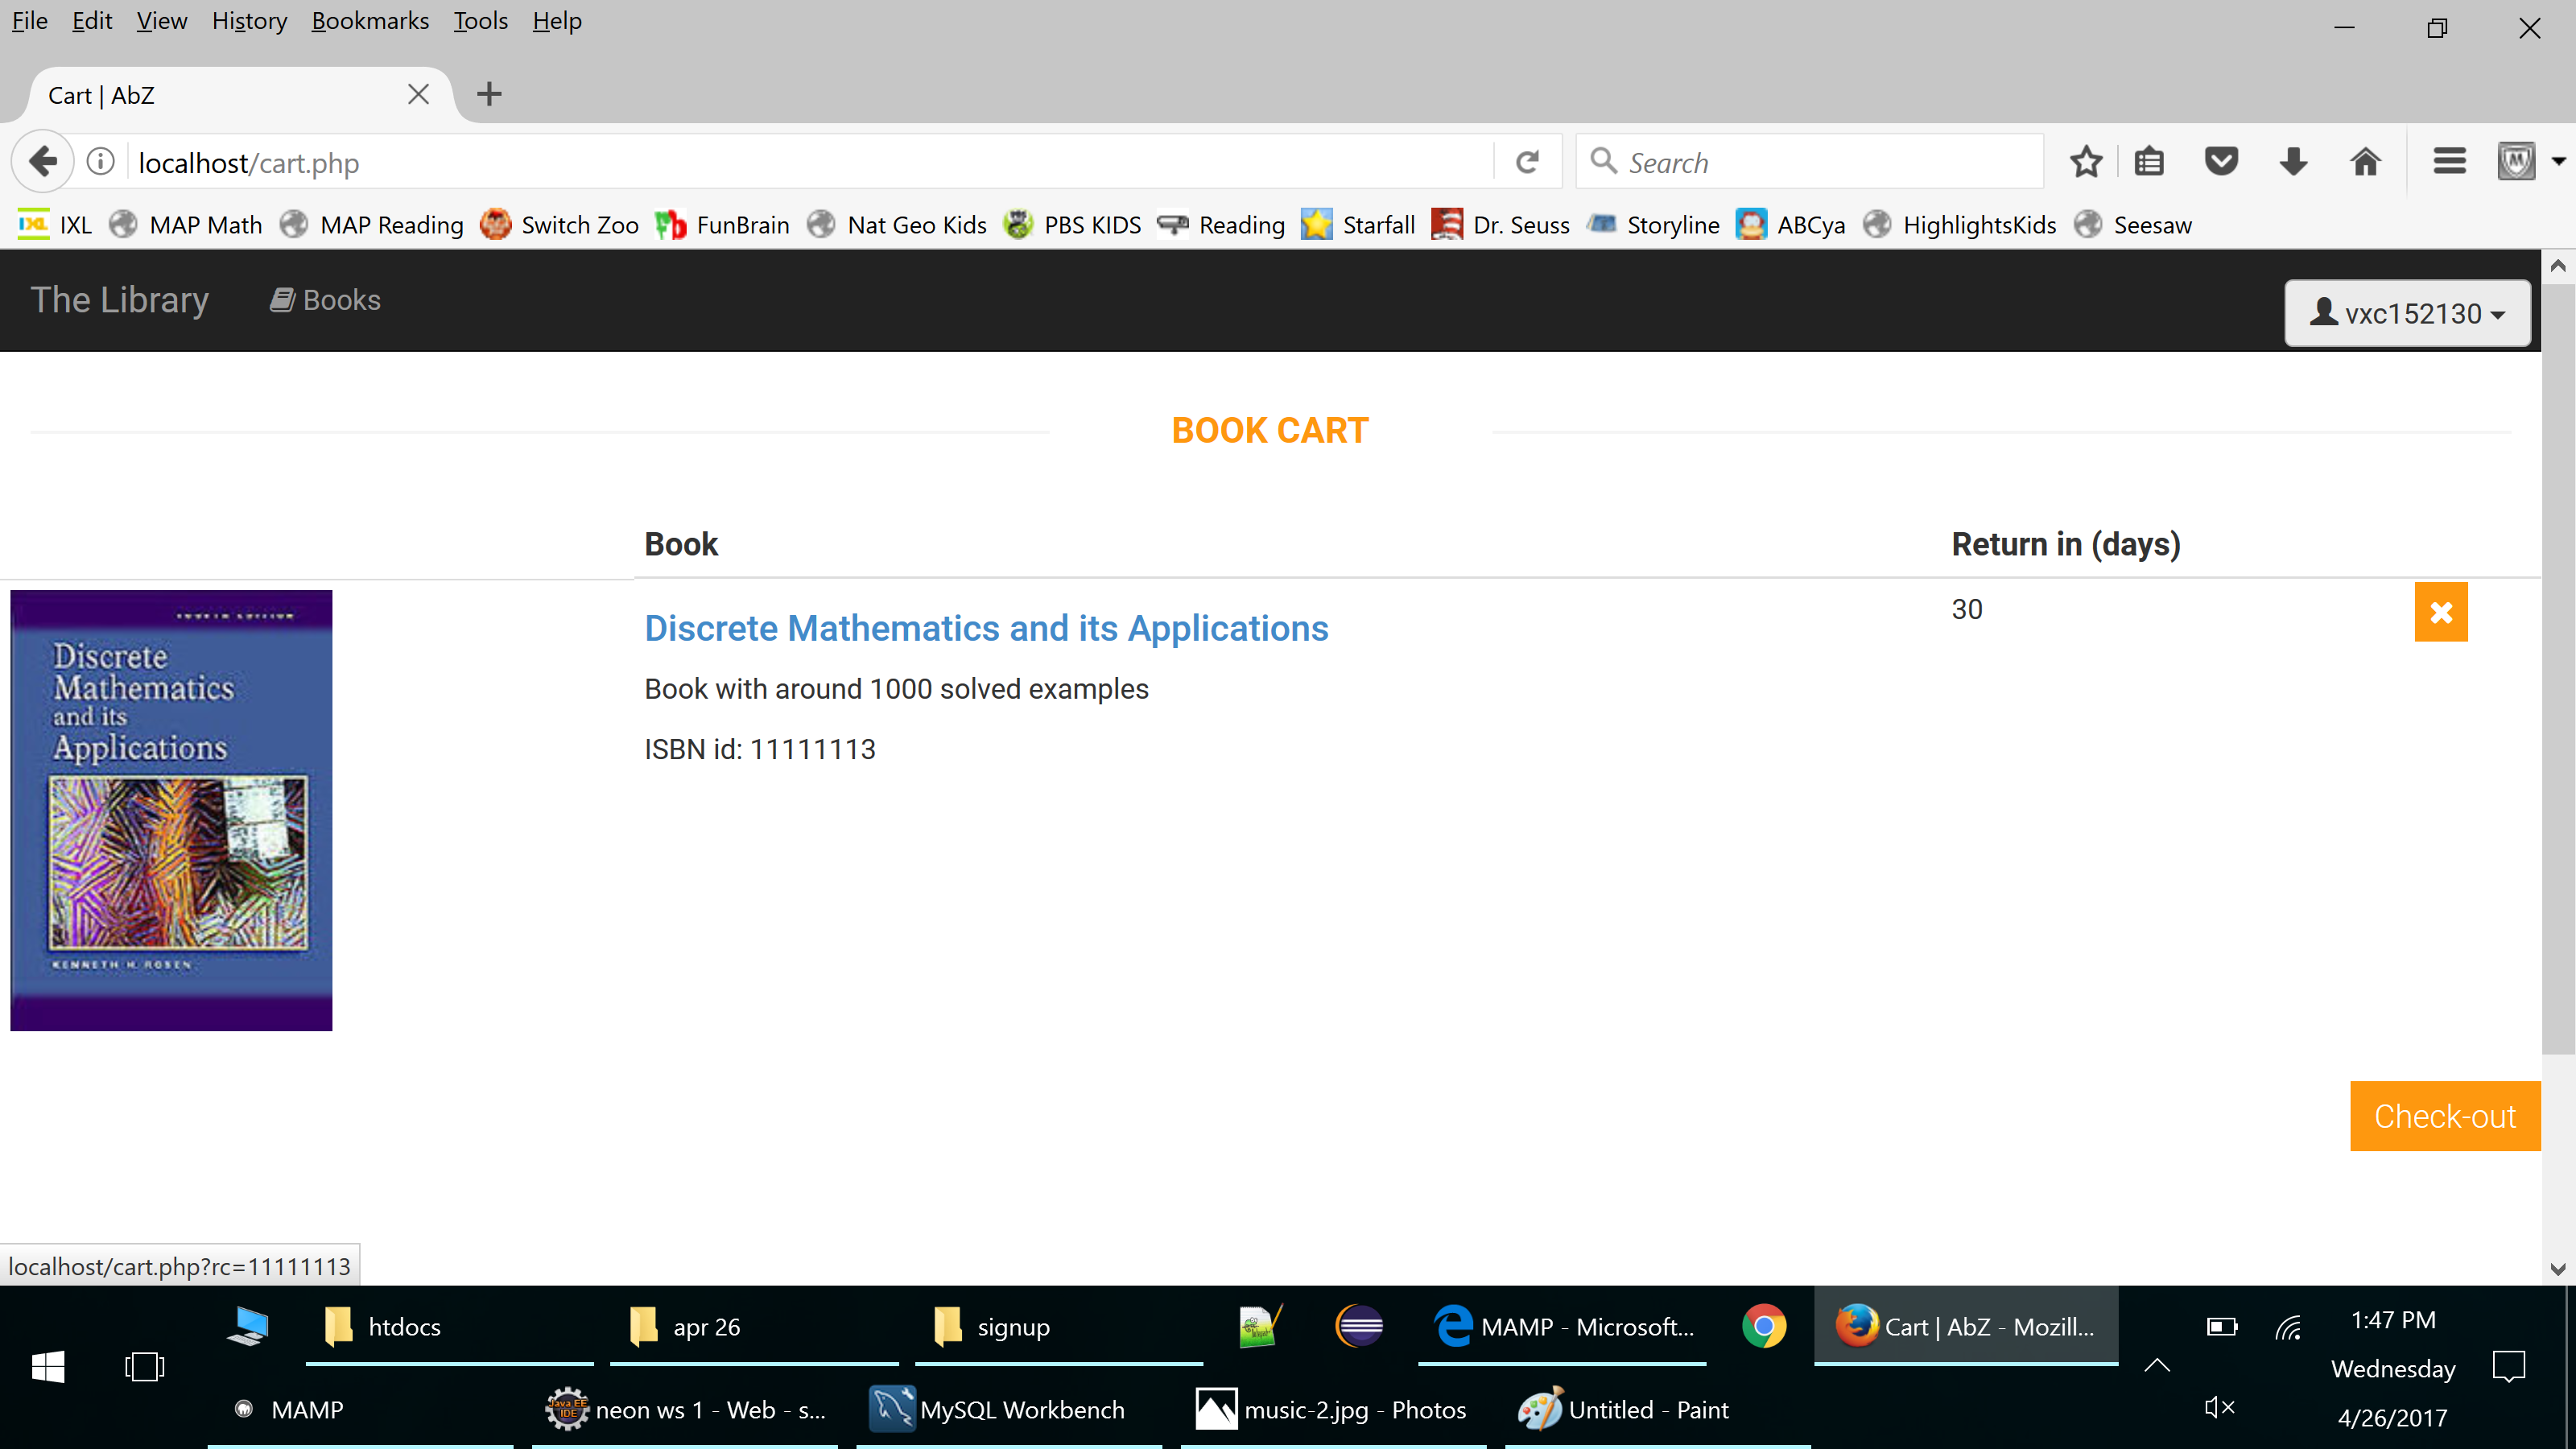 File Edit View History Bookmarks Tools Help
Cart | AbZ
localhost/cart.php
Search
IXL MAP Math MAP Reading Switch Zoo FunBrain Nat Geo Kids PBS KIDS Reading Starfall Dr. Seuss Storyline ABCya HighlightsKids Seesaw
The Library Books vxc152130
BOOK CART
Book Return in (days)
FOURTH EDITION
Discrete
Mathematics
and its
Applications
KENNETH H. ROSEN
Discrete Mathematics and its Applications 30
Book with around 1000 solved examples
ISBN id: 11111113
Check-out
localhost/cart.php?rc=11111113
htdocs apr 26 signup MAMP - Microsoft... Cart | AbZ - Mozill... 1:47 PM
Wednesday
MAMP neon ws 1 - Web - s... MySQL Workbench music-2.jpg - Photos Untitled - Paint 4/26/2017